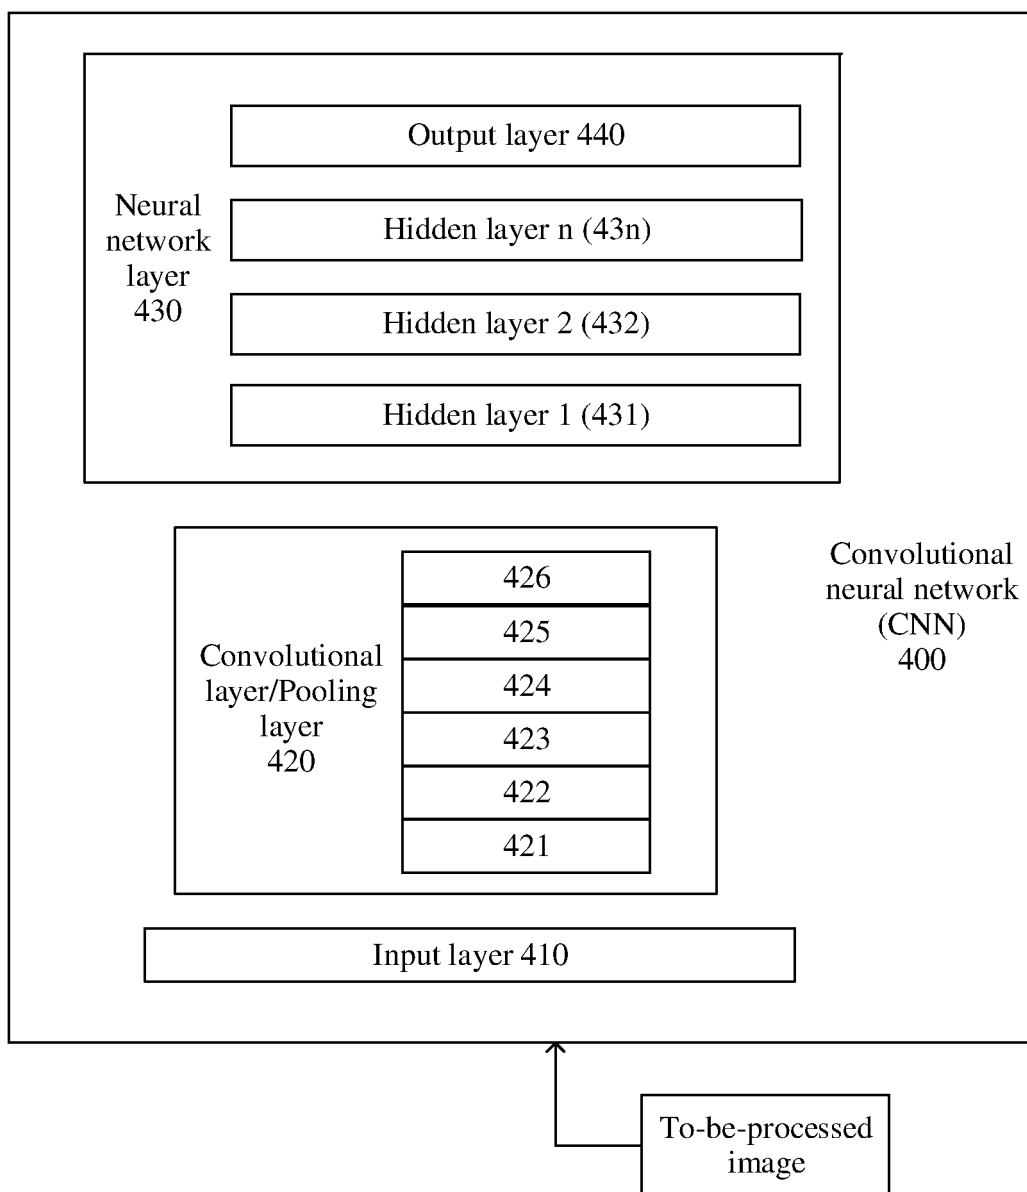 Output layer 440
Neural
network
layer
430
Hidden layer n (43n)
Hidden layer 2 (432)
Hidden layer 1 (431)
Convolutional
neural network
(CNN)
400
Convolutional
layer/Pooling
layer
420
426
425
424
423
422
421
Input layer 410
To-be-processed
image